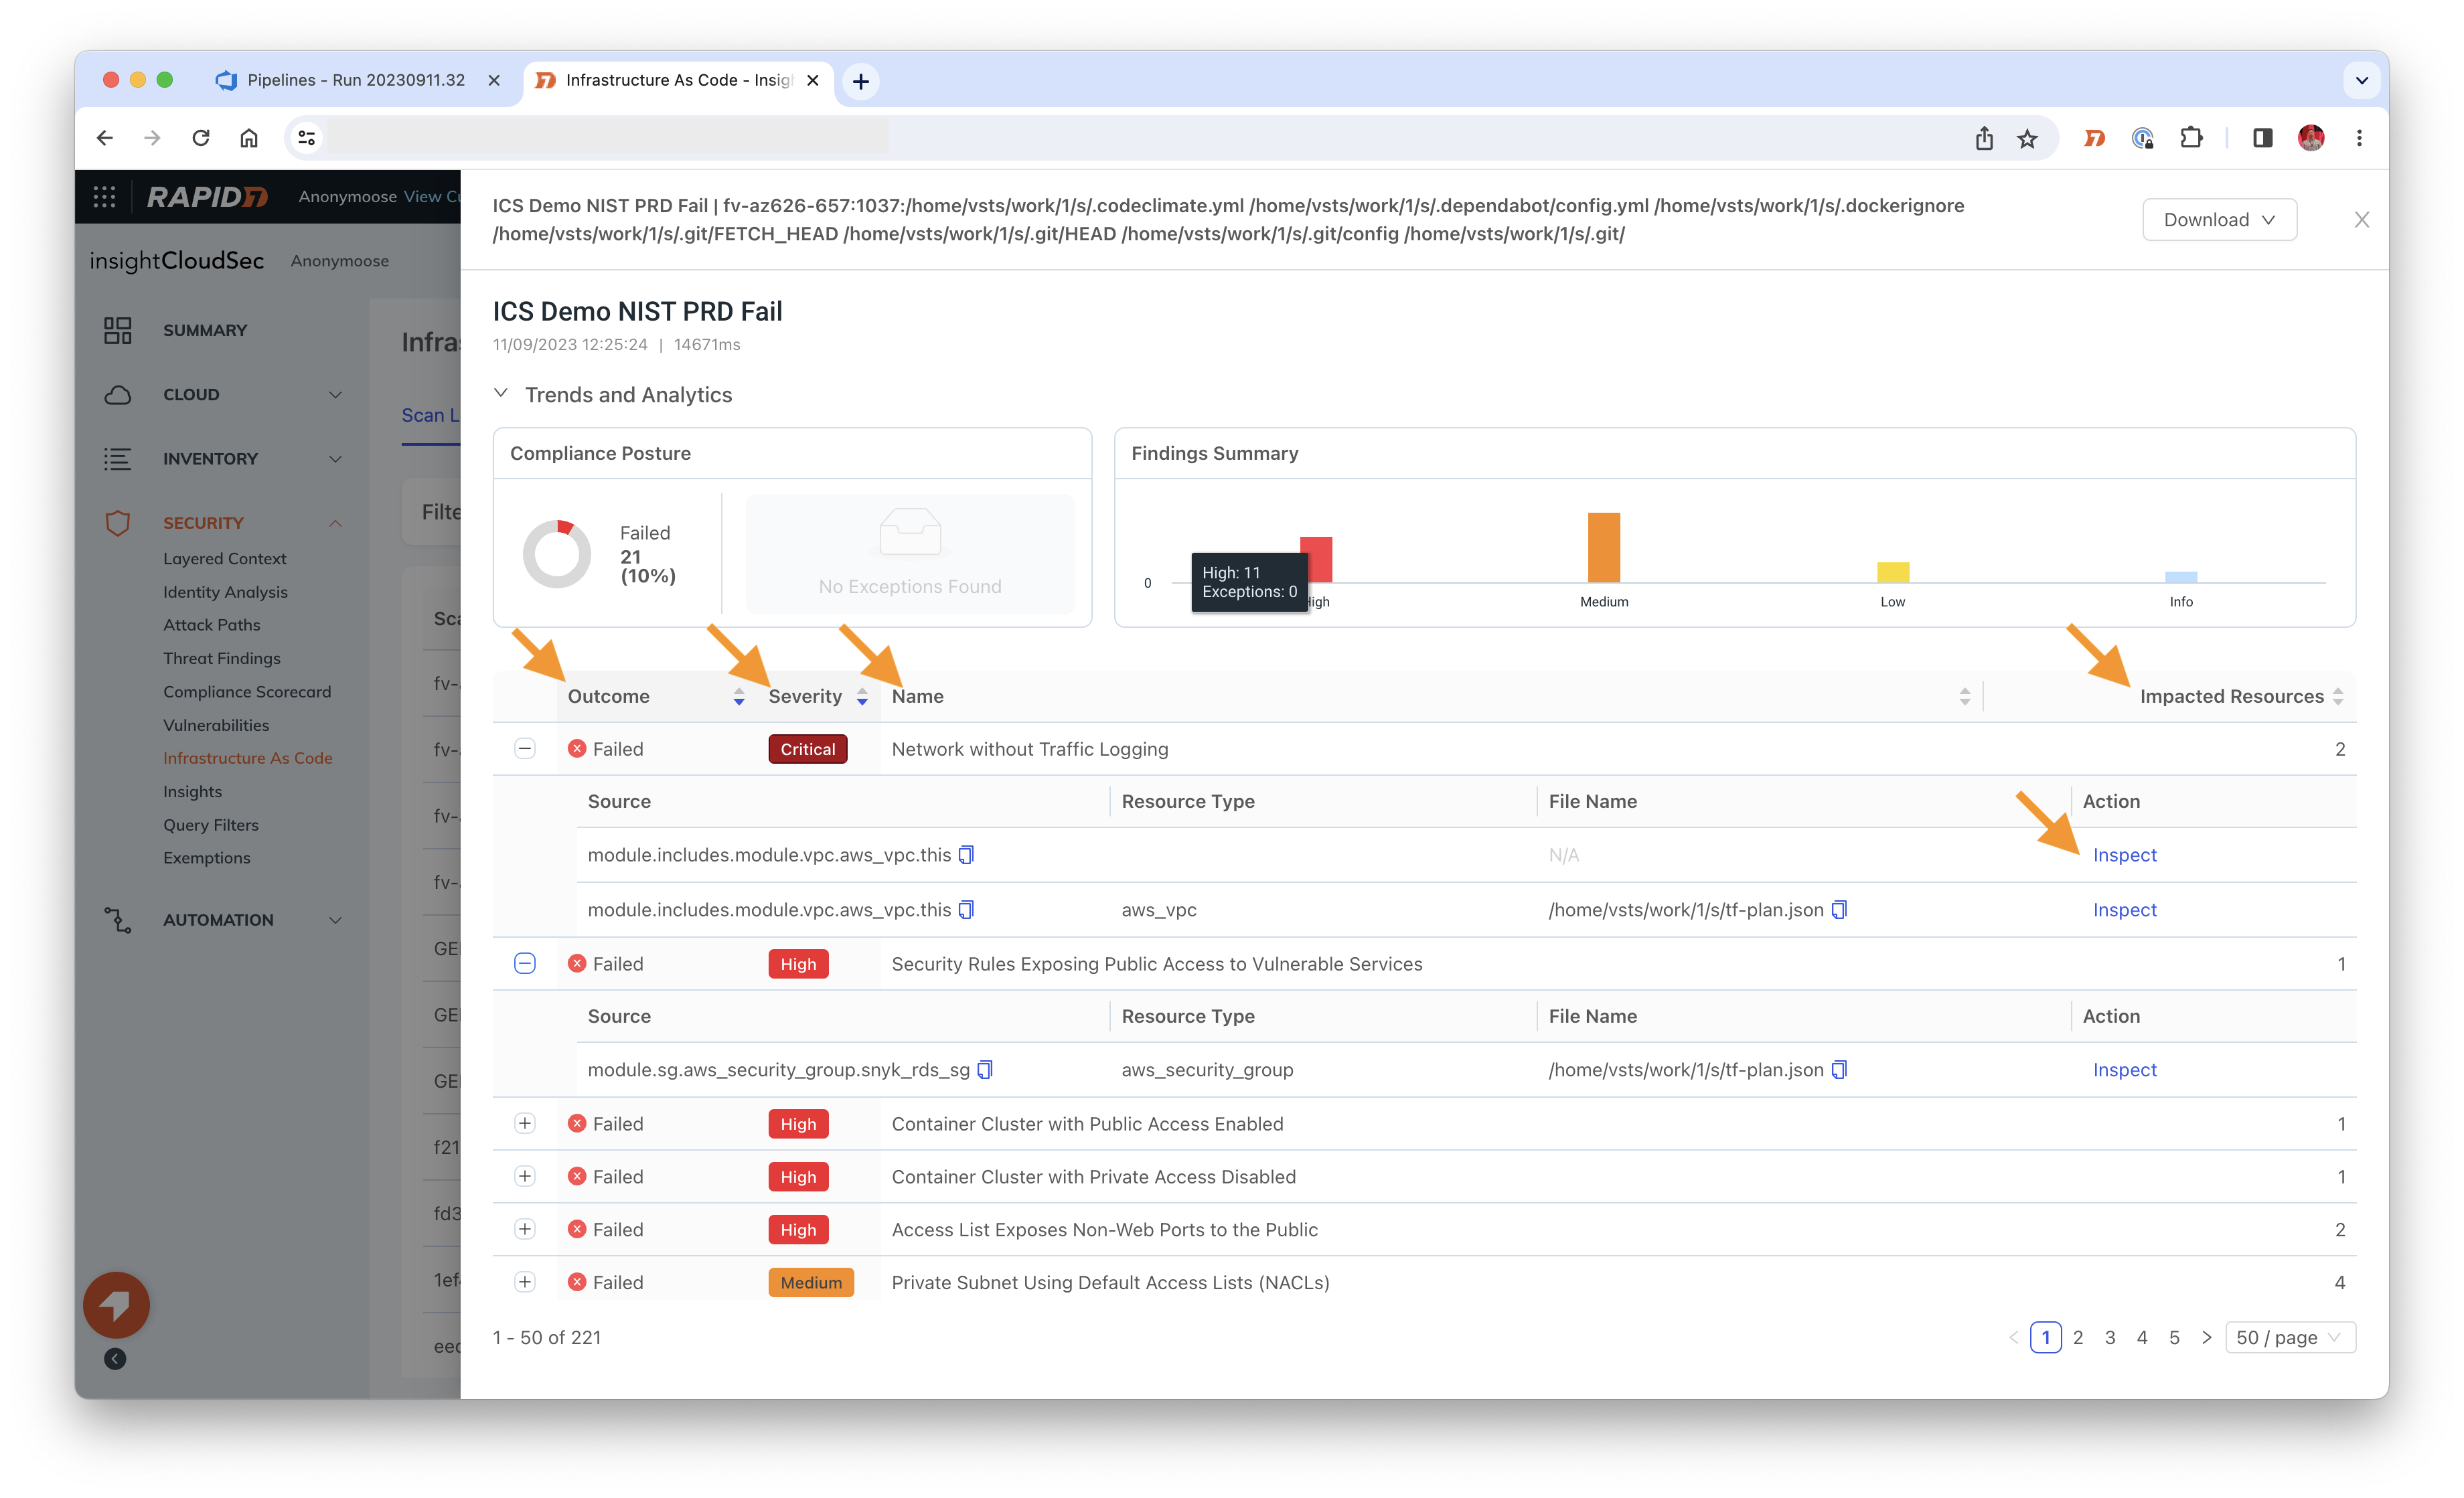 Pipelines - Run 20230911.32
Infrastructure As Code - Insig
RAPID7
Anonymoose View Cu
insightCloudSec Anonymoose
SUMMARY
CLOUD
INVENTORY
SECURITY
Layered Context
Identity Analysis
Attack Paths
Threat Findings
Compliance Scorecard
Vulnerabilities
Infrastructure As Code
Insights
Query Filters
Exemptions
AUTOMATION
Infras
Scan L
Filte
Sca
fv-
fv-
fv-
fv-
GE
GE
GE
f21
fd3
1ef
eec
ICS Demo NIST PRD Fail | fv-az626-657:1037:/home/vsts/work/1/s/.codeclimate.yml /home/vsts/work/1/s/.dependabot/config.yml /home/vsts/work/1/s/.dockerignore
/home/vsts/work/1/s/.git/FETCH_HEAD /home/vsts/work/1/s/.git/HEAD /home/vsts/work/1/s/.git/config /home/vsts/work/1/s/.git/
Download
ICS Demo NIST PRD Fail
11/09/2023 12:25:24 | 14671ms
Trends and Analytics
Compliance Posture
Failed
21
(10%)
No Exceptions Found
Findings Summary
0
High: 11
Exceptions: 0
High
Medium
Low
Info
Outcome Severity Name Impacted Resources
Failed Critical Network without Traffic Logging 2
Source Resource Type File Name Action
module.includes.module.vpc.aws_vpc.this N/A Inspect
module.includes.module.vpc.aws_vpc.this aws_vpc /home/vsts/work/1/s/tf-plan.json Inspect
Failed High Security Rules Exposing Public Access to Vulnerable Services 1
Source Resource Type File Name Action
module.sg.aws_security_group.snyk_rds_sg aws_security_group /home/vsts/work/1/s/tf-plan.json Inspect
Failed High Container Cluster with Public Access Enabled 1
Failed High Container Cluster with Private Access Disabled 1
Failed High Access List Exposes Non-Web Ports to the Public 2
Failed Medium Private Subnet Using Default Access Lists (NACLs) 4
1 - 50 of 221
1 2 3 4 5 50 / page